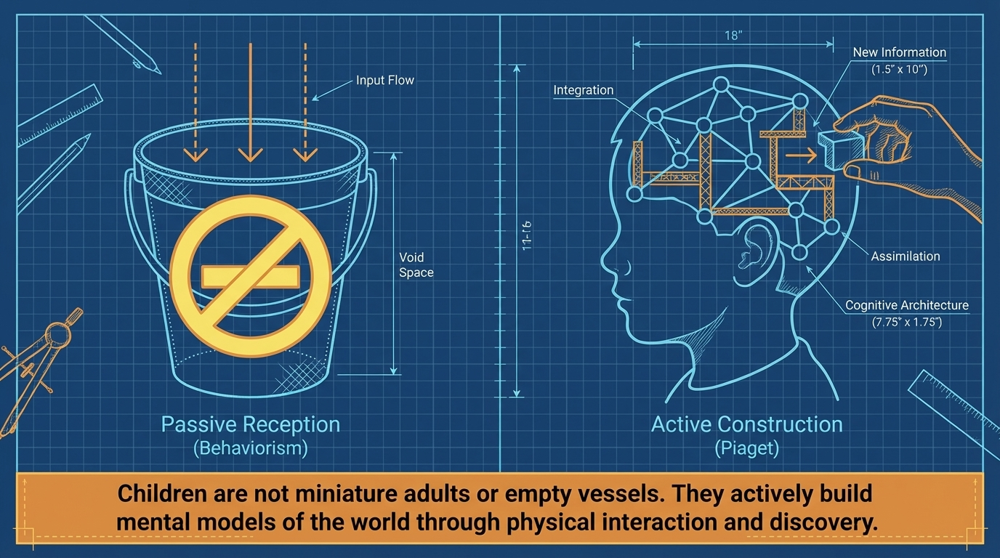 Input Flow
Void
Space
Passive Reception
(Behaviorism)
18"
New Information
(1.5" x 10")
Integration
Assimilation
Cognitive Architecture
(7.75" x 1.75")
Active Construction
(Piaget)
Children are not miniature adults or empty vessels. They actively build
mental models of the world through physical interaction and discovery.